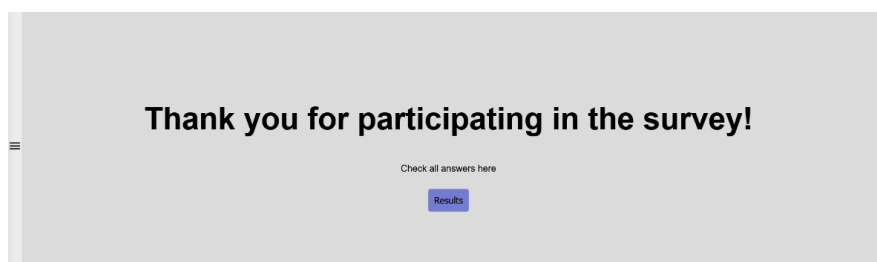 Thank you for participating in the survey!
Check all answers here
Results